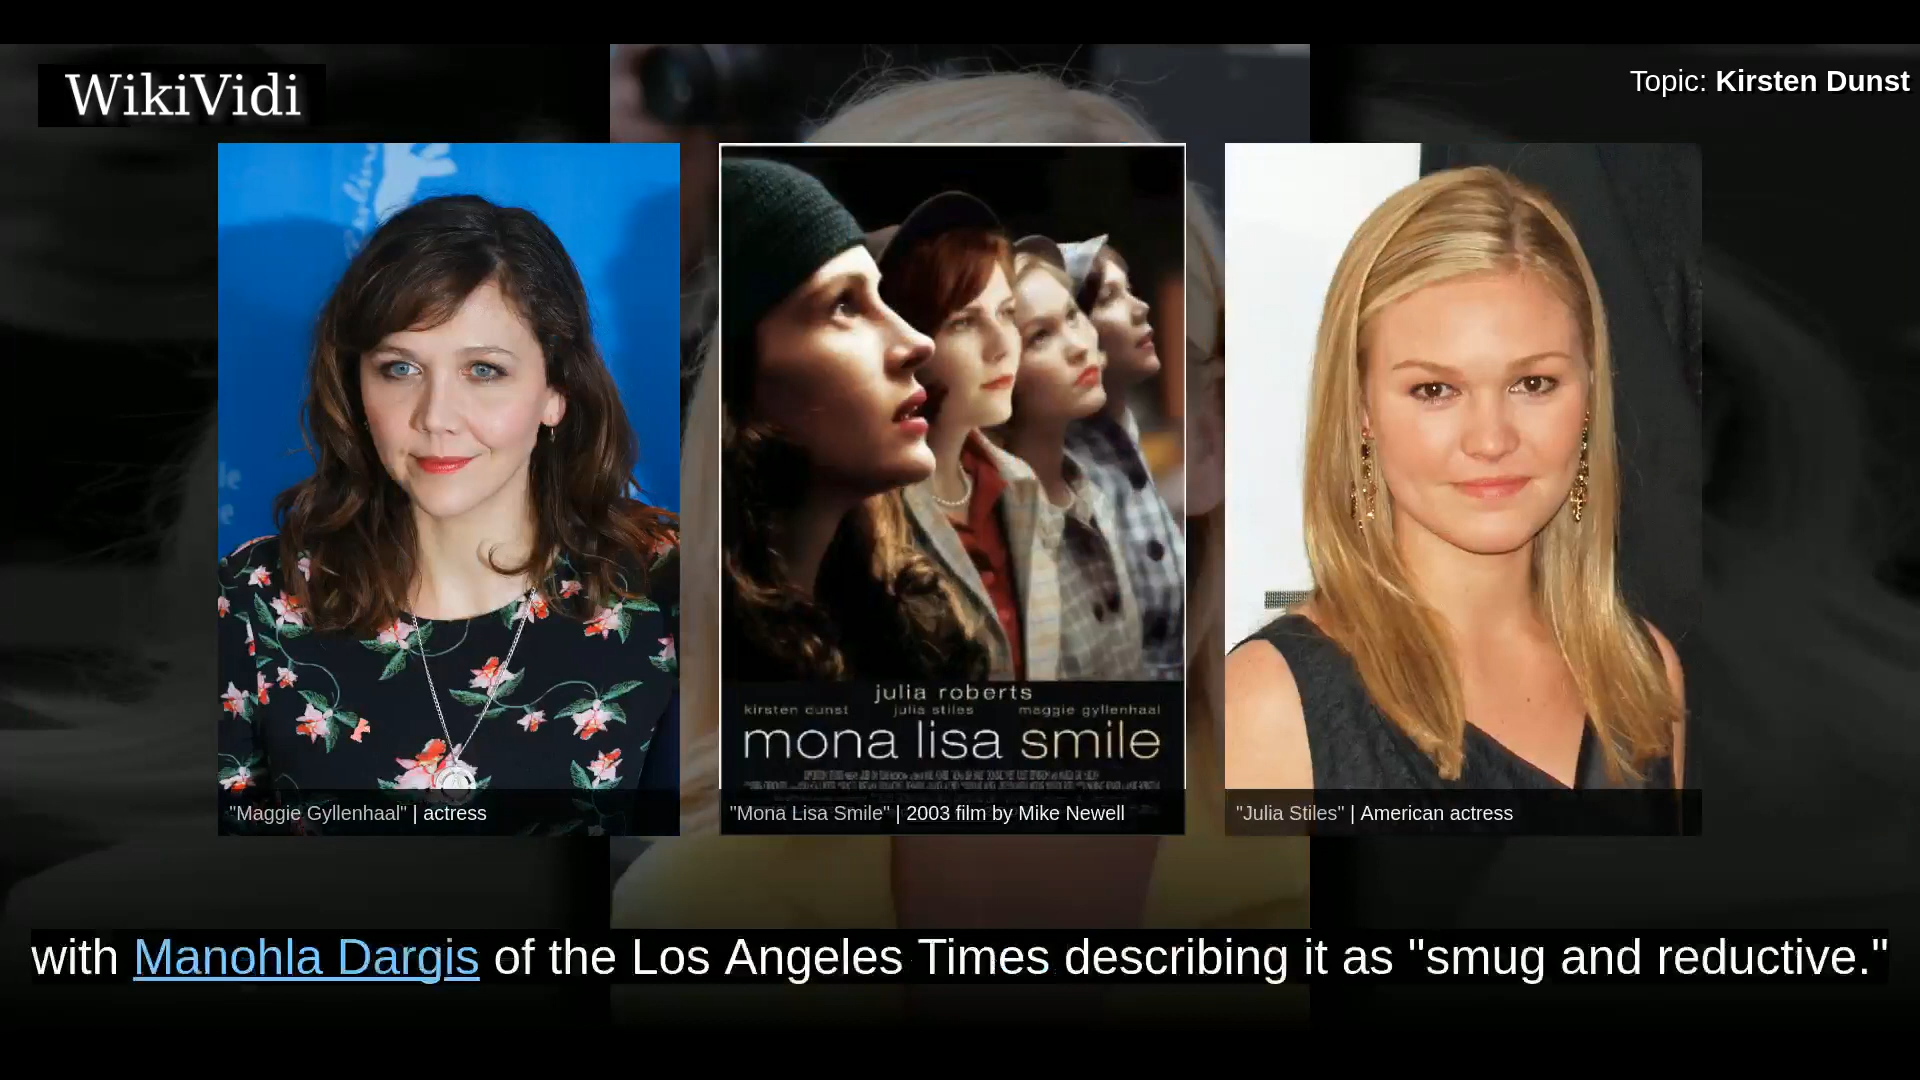 WikiVidi
Topic: Kirsten Dunst
julia roberts
kirsten dunst julia stiles maggie gyllenhaal
mona lisa smile
"Maggie Gyllenhaal" | actress
"Mona Lisa Smile" | 2003 film by Mike Newell
"Julia Stiles" | American actress
with Manohla Dargis of the Los Angeles Times describing it as "smug and reductive."